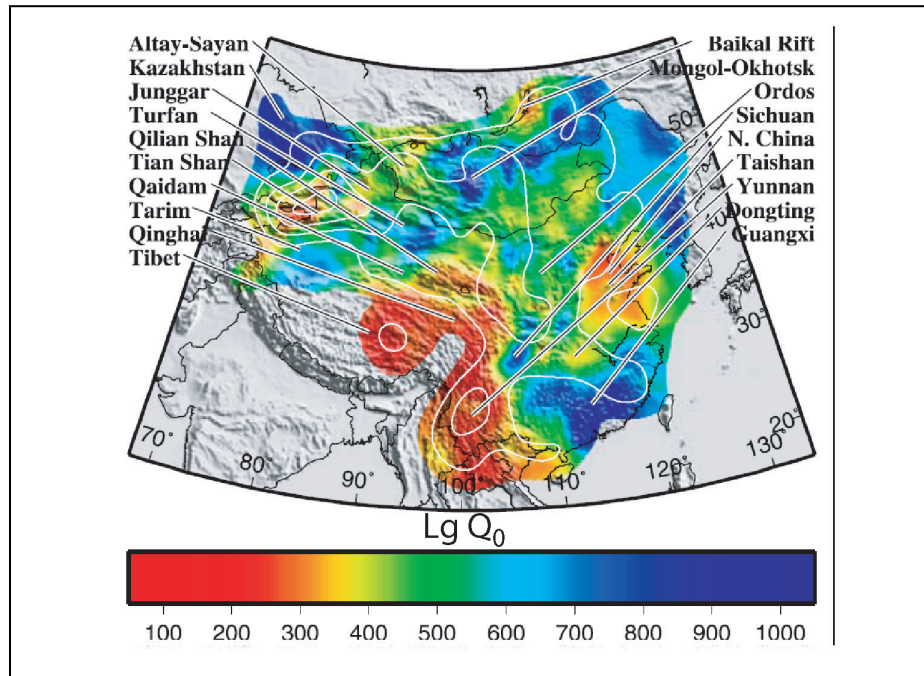 Altay-Sayan
Kazakhstan
Junggar
Turfan
Qilian Shan
Tian Shan
Qaidam
Tarim
Qinghai
Tibet
Baikal Rift
Mongol-Okhotsk
Ordos
Sichuan
N. China
Taishan
Yunnan
Dongting
Guangxi
50°
30°
20°
70°
80°
90°
100°
110°
120°
130°
Lg Q0
100 200 300 400 500 600 700 800 900 1000